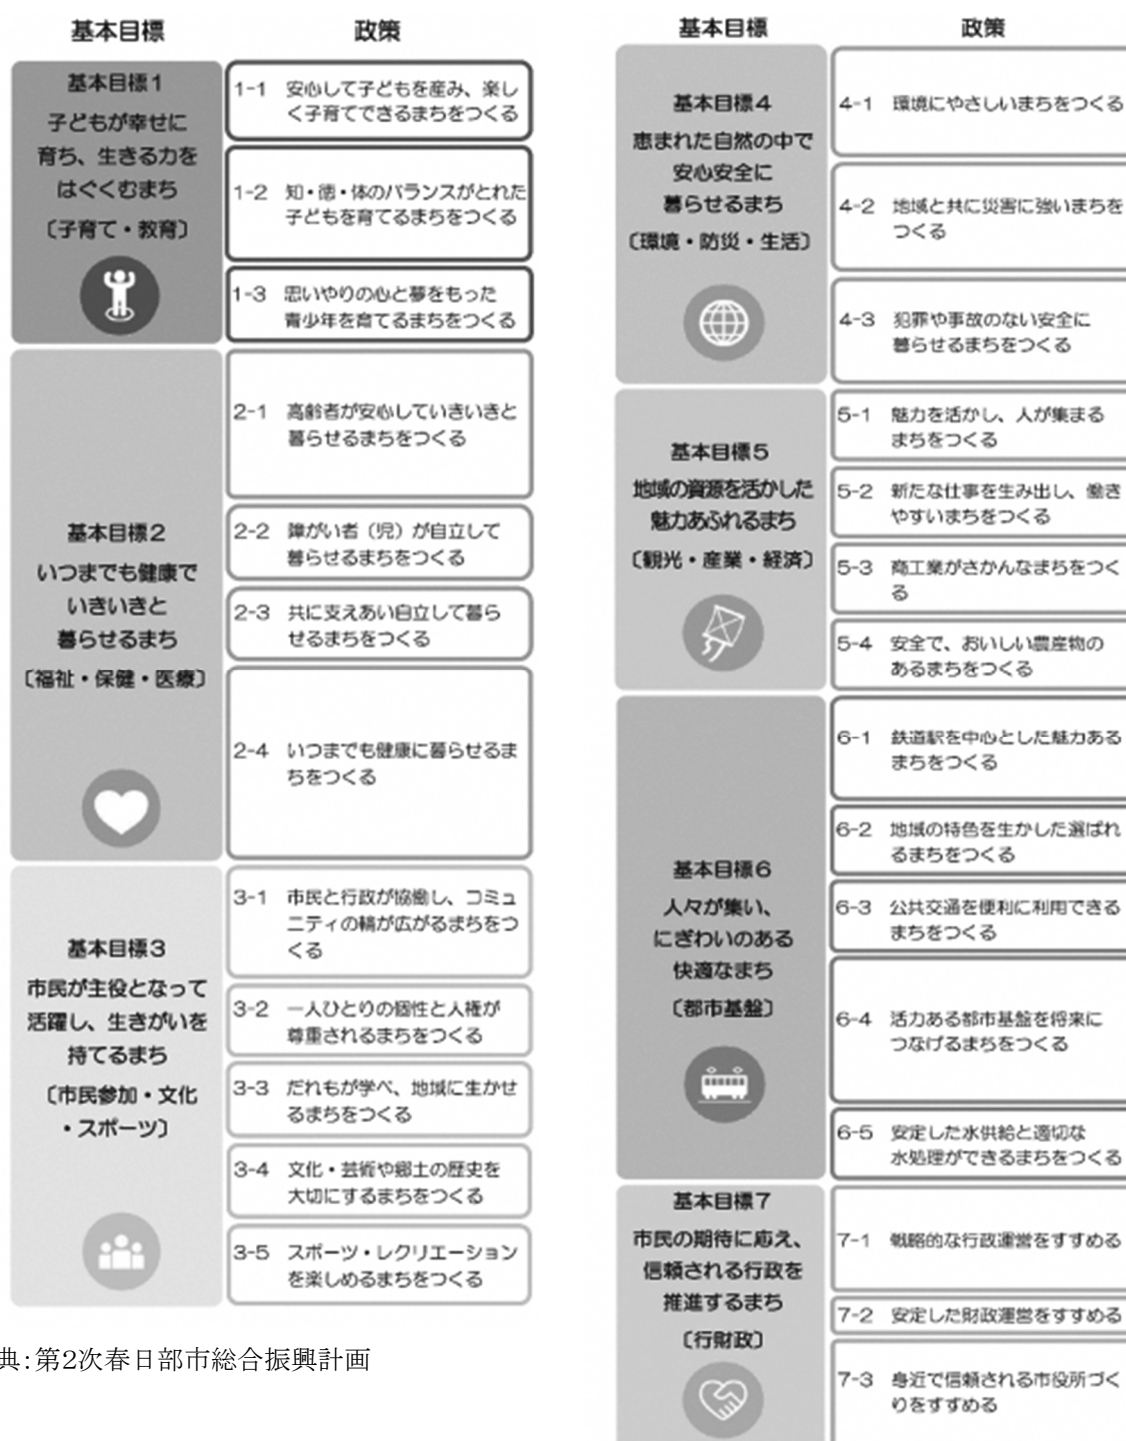 基本目標
政策
基本目標1
子どもが幸せに
育ち、生きる力を
はぐくむまち
〔子育て・教育〕
1-1 安心して子どもを産み、楽し
く子育てできるまちをつくる
1-2 知・徳・体のバランスがとれた
子どもを育てるまちをつくる
1-3 思いやりの心と夢をもった
青少年を育てるまちをつくる
基本目標2
いつまでも健康で
いきいきと
暮らせるまち
〔福祉・保健・医療〕
2-1 高齢者が安心していきいきと
暮らせるまちをつくる
2-2 障がい者（児）が自立して
暮らせるまちをつくる
2-3 共に支えあい自立して暮ら
せるまちをつくる
2-4 いつまでも健康に暮らせるま
ちをつくる
基本目標3
市民が主役となって
活躍し、生きがいを
持てるまち
〔市民参加・文化
・スポーツ〕
3-1 市民と行政が協働し、コミュ
ニティの輪が広がるまちをつ
くる
3-2 一人ひとりの個性と人権が
尊重されるまちをつくる
3-3 だれもが学べ、地域に生かせ
るまちをつくる
3-4 文化・芸術や郷土の歴史を
大切にするまちをつくる
3-5 スポーツ・レクリエーション
を楽しめるまちをつくる
典：第2次春日部市総合振興計画
基本目標
政策
基本目標4
恵まれた自然の中で
安心安全に
暮らせるまち
〔環境・防災・生活〕
4-1 環境にやさしいまちをつくる
4-2 地域と共に災害に強いまちを
つくる
4-3 犯罪や事故のない安全に
暮らせるまちをつくる
基本目標5
地域の資源を活かした
魅力あふれるまち
〔観光・産業・経済〕
5-1 魅力を活かし、人が集まる
まちをつくる
5-2 新たな仕事を生み出し、働き
やすいまちをつくる
5-3 商工業がさかんなまちをつく
る
5-4 安全で、おいしい農産物の
あるまちをつくる
基本目標6
人々が集い、
にぎわいのある
快適なまち
〔都市基盤〕
6-1 鉄道駅を中心とした魅力ある
まちをつくる
6-2 地域の特色を生かした選ばれ
るまちをつくる
6-3 公共交通を便利に利用できる
まちをつくる
6-4 活力ある都市基盤を将来に
つなげるまちをつくる
6-5 安定した水供給と適切な
水処理ができるまちをつくる
基本目標7
市民の期待に応え、
信頼される行政を
推進するまち
〔行財政〕
7-1 戦略的な行政運営をすすめる
7-2 安定した財政運営をすすめる
7-3 身近で信頼される市役所づく
りをすすめる